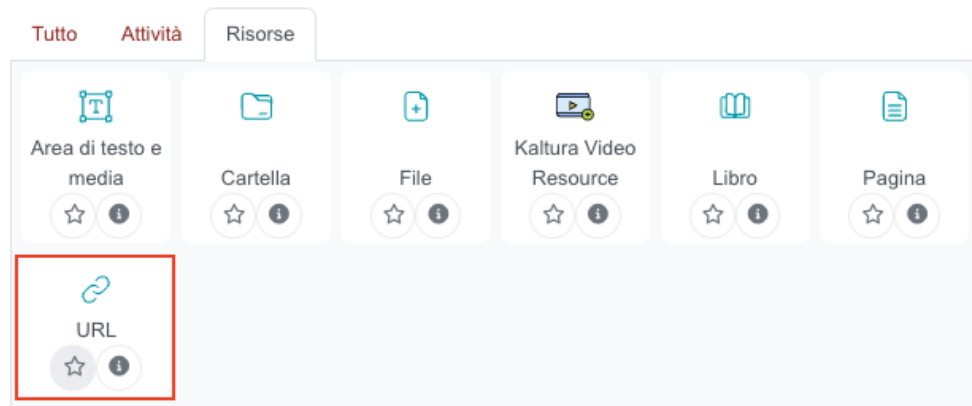 Tutto Attività Risorse
Area di testo e
media
Cartella
File
Kaltura Video
Resource
Libro
Pagina
URL